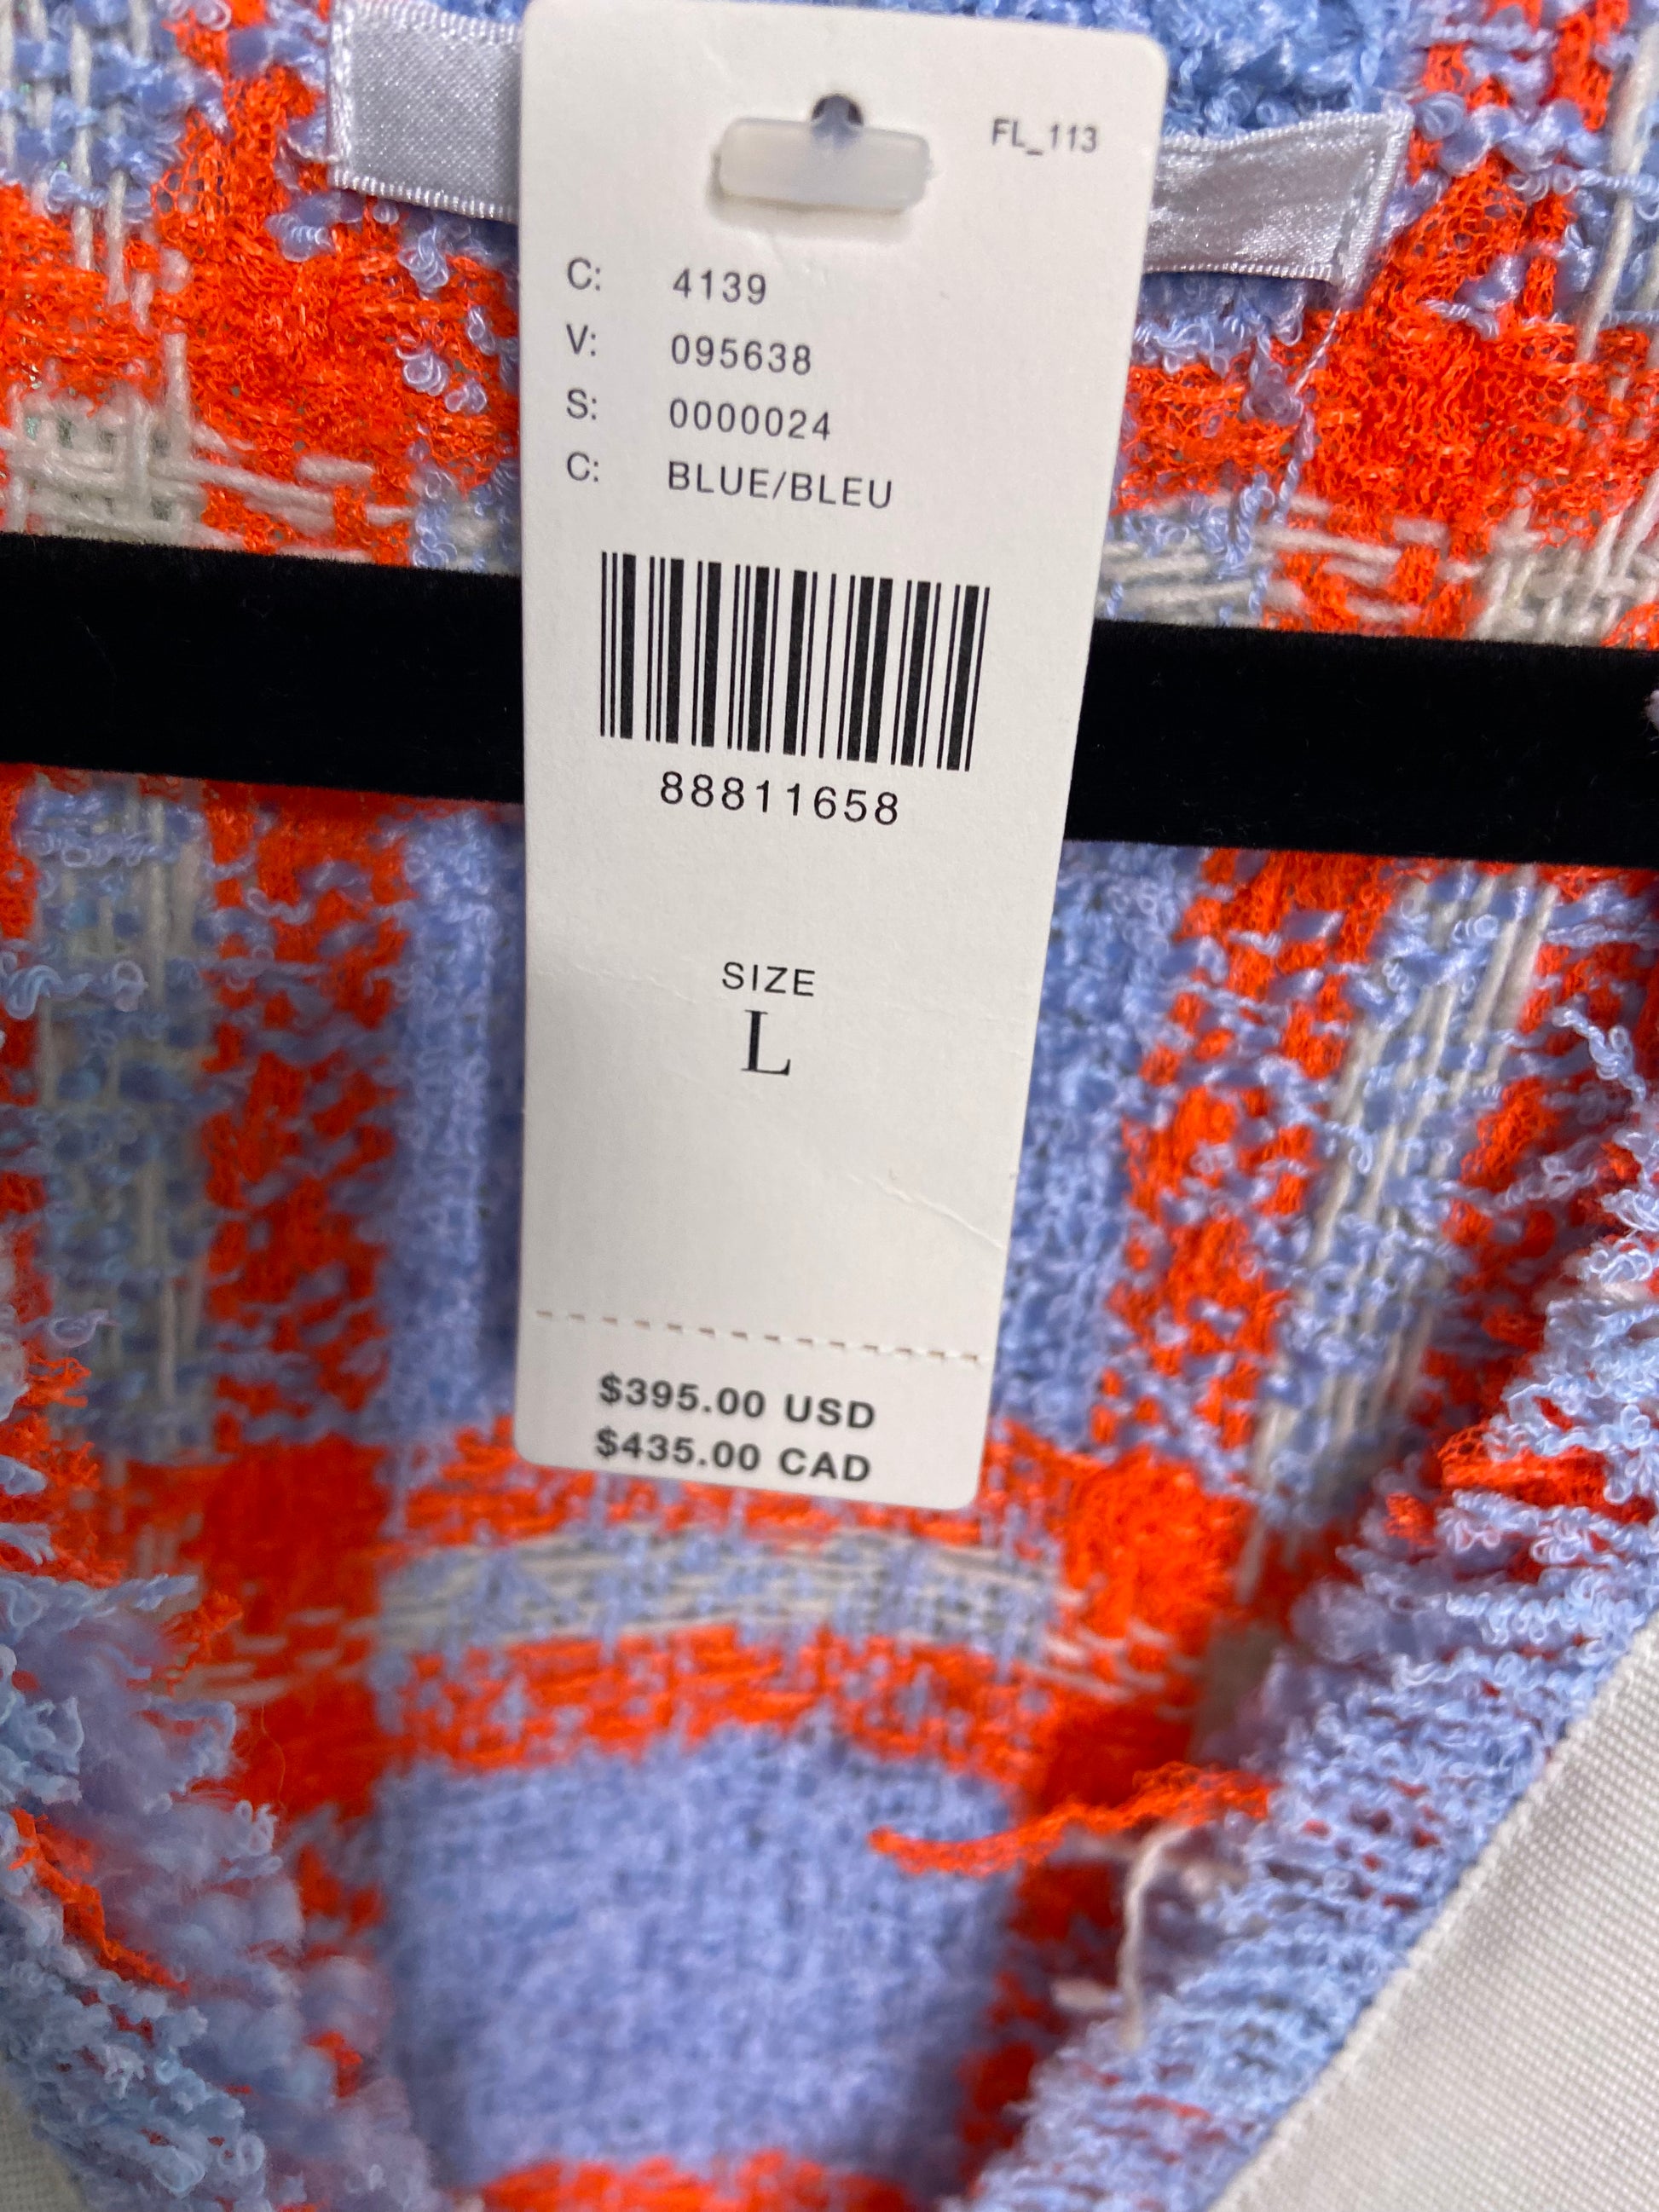 FL_113
C: 4139
V: 095638
S: 0000024
C: BLUE/BLEU
88811658
SIZE
L
$395.00 USD
$435.00 CAD